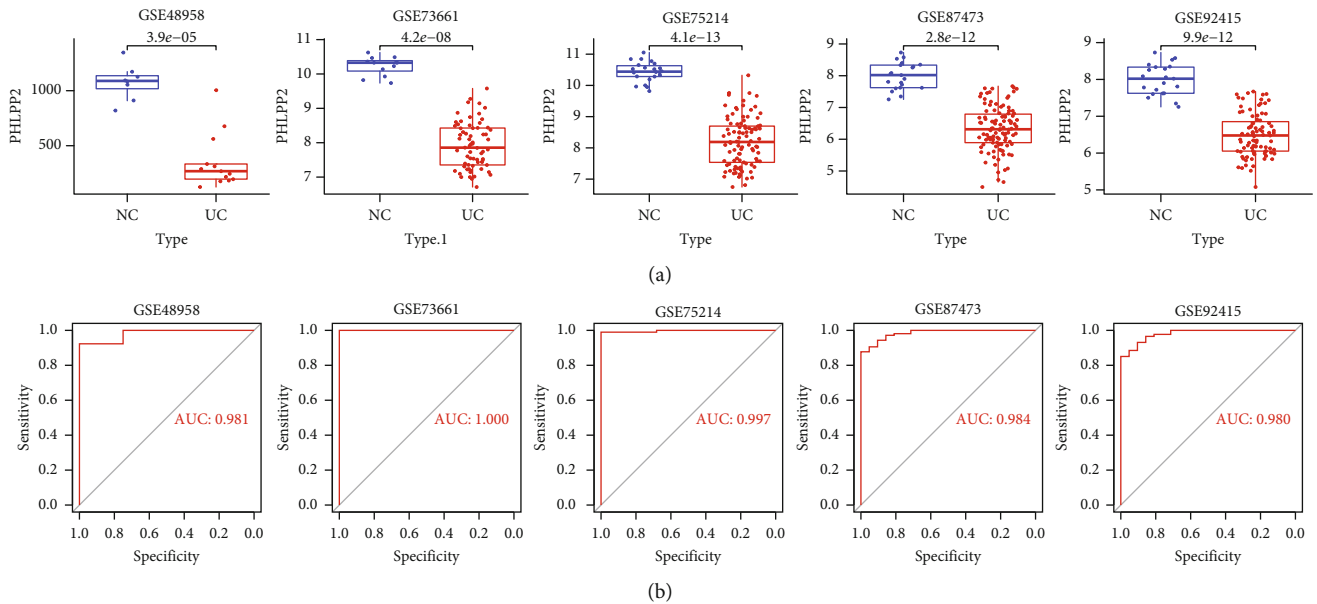 GSE48958
3.9e−05
PHLPP2
1000
500
NC
UC
Type
GSE73661
4.2e−08
PHLPP2
11
10
9
8
7
NC
UC
Type.1
GSE75214
4.1e−13
PHLPP2
11
10
9
8
7
NC
UC
Type
GSE87473
2.8e−12
PHLPP2
9
8
7
6
5
NC
UC
Type
GSE92415
9.9e−12
PHLPP2
9
8
7
6
5
NC
UC
Type
(a)
GSE48958
Sensitivity
1.0
0.8
0.6
0.4
0.2
0.0
AUC: 0.981
1.0 0.8 0.6 0.4 0.2 0.0
Specificity
GSE73661
Sensitivity
1.0
0.8
0.6
0.4
0.2
0.0
AUC: 1.000
1.0 0.8 0.6 0.4 0.2 0.0
Specificity
GSE75214
Sensitivity
1.0
0.8
0.6
0.4
0.2
0.0
AUC: 0.997
1.0 0.8 0.6 0.4 0.2 0.0
Specificity
GSE87473
Sensitivity
1.0
0.8
0.6
0.4
0.2
0.0
AUC: 0.984
1.0 0.8 0.6 0.4 0.2 0.0
Specificity
GSE92415
Sensitivity
1.0
0.8
0.6
0.4
0.2
0.0
AUC: 0.980
1.0 0.8 0.6 0.4 0.2 0.0
Specificity
(b)